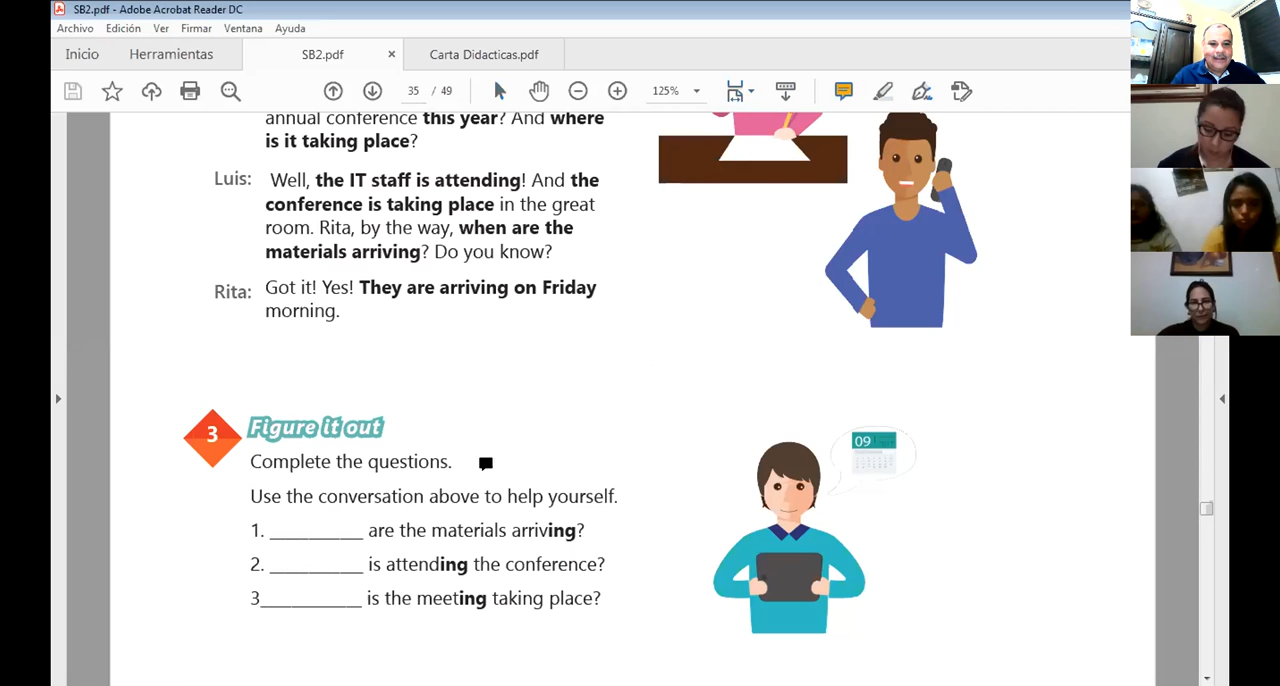 SB2.pdf - Adobe Acrobat Reader DC
Archivo Edición Ver Firmar Ventana Ayuda
Inicio Herramientas SB2.pdf × Carta Didacticas.pdf
35 / 49 125%
annual conference this year? And where
is it taking place?
Luis: Well, the IT staff is attending! And the
conference is taking place in the great
room. Rita, by the way, when are the
materials arriving? Do you know?
Rita: Got it! Yes! They are arriving on Friday
morning.
3 Figure it out
09
Complete the questions.
Use the conversation above to help yourself.
1. __________ are the materials arriving?
2. __________ is attending the conference?
3___________ is the meeting taking place?